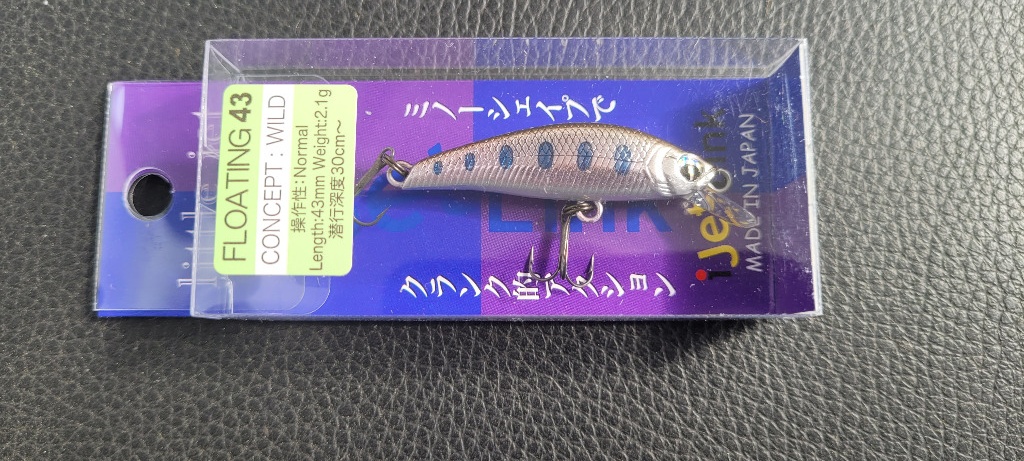 FLOATING 43
CONCEPT : WILD
操作性:Normal
Length:43mm Weight:2.1g
潜行深度30cm〜
ミノーシェイプで
クランク的アクション
MADE IN JAPAN